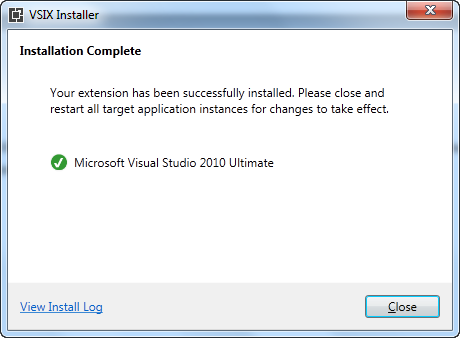 VSIX Installer
Installation Complete
Your extension has been successfully installed. Please close and
restart all target application instances for changes to take effect.
Microsoft Visual Studio 2010 Ultimate
View Install Log
Close